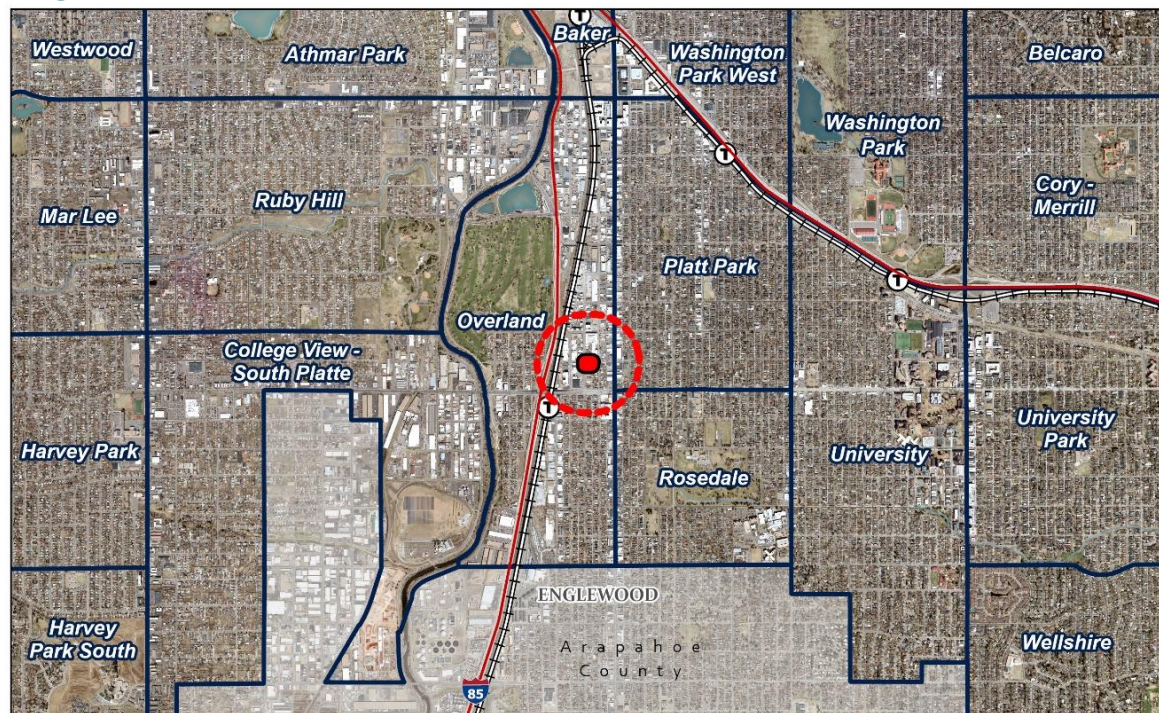 Westwood
Athmar Park
Baker
T
Washington
Park West
Belcaro
Washington
Park
T
Mar Lee
Ruby Hill
Cory -
Merrill
Platt Park
T
Overland
College View -
South Platte
T
Harvey Park
Rosedale
University
University
Park
ENGLEWOOD
Harvey
Park South
Arapahoe
County
Wellshire
85